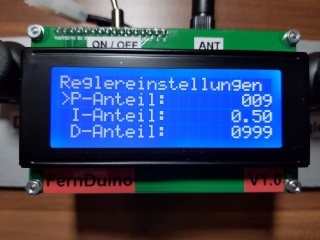 ON / OFF
ANT
Reglereinstellungen
>P-Anteil: 009
I-Anteil: 0.50
D-Anteil: 0999
FernDuino V1.0